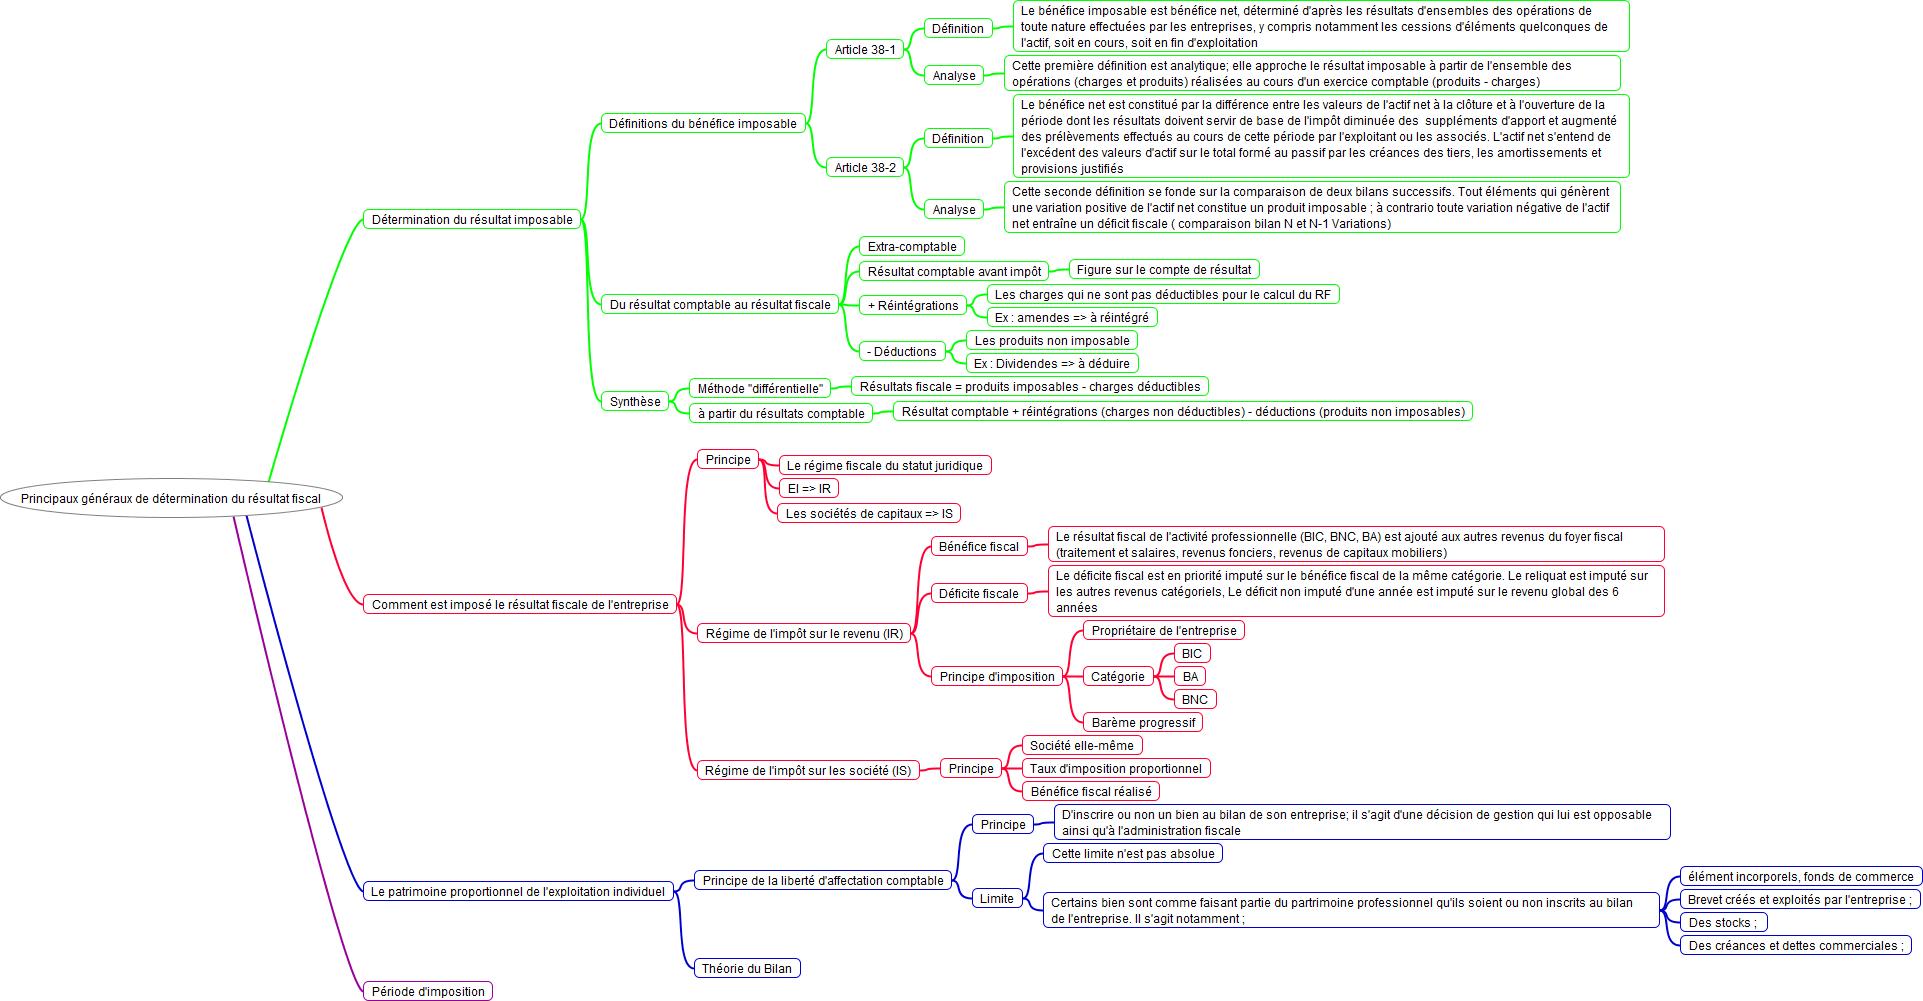 Principaux généraux de détermination du résultat fiscal
Détermination du résultat imposable
Définitions du bénéfice imposable
Article 38-1
Définition
Le bénéfice imposable est bénéfice net, déterminé d'après les résultats d'ensembles des opérations de
toute nature effectuées par les entreprises, y compris notamment les cessions d'éléments quelconques de
l'actif, soit en cours, soit en fin d'exploitation
Analyse
Cette première définition est analytique; elle approche le résultat imposable à partir de l'ensemble des
opérations (charges et produits) réalisées au cours d'un exercice comptable (produits - charges)
Article 38-2
Définition
Le bénéfice net est constitué par la différence entre les valeurs de l'actif net à la clôture et à l'ouverture de la
période dont les résultats doivent servir de base de l'impôt diminuée des  suppléments d'apport et augmenté
des prélèvements effectués au cours de cette période par l'exploitant ou les associés. L'actif net s'entend de
l'excédent des valeurs d'actif sur le total formé au passif par les créances des tiers, les amortissements et
provisions justifiés
Analyse
Cette seconde définition se fonde sur la comparaison de deux bilans successifs. Tout éléments qui génèrent
une variation positive de l'actif net constitue un produit imposable ; à contrario toute variation négative de l'actif
net entraîne un déficit fiscale ( comparaison bilan N et N-1 Variations)
Du résultat comptable au résultat fiscale
Extra-comptable
Résultat comptable avant impôt
Figure sur le compte de résultat
+ Réintégrations
Les charges qui ne sont pas déductibles pour le calcul du RF
Ex : amendes => à réintégré
- Déductions
Les produits non imposable
Ex : Dividendes => à déduire
Synthèse
Méthode "différentielle"
Résultats fiscale = produits imposables - charges déductibles
à partir du résultats comptable
Résultat comptable + réintégrations (charges non déductibles) - déductions (produits non imposables)
Comment est imposé le résultat fiscale de l'entreprise
Principe
Le régime fiscale du statut juridique
EI => IR
Les sociétés de capitaux => IS
Régime de l'impôt sur le revenu (IR)
Bénéfice fiscal
Le résultat fiscal de l'activité professionnelle (BIC, BNC, BA) est ajouté aux autres revenus du foyer fiscal
(traitement et salaires, revenus fonciers, revenus de capitaux mobiliers)
Déficite fiscale
Le déficite fiscal est en priorité imputé sur le bénéfice fiscal de la même catégorie. Le reliquat est imputé sur
les autres revenus catégoriels, Le déficit non imputé d'une année est imputé sur le revenu global des 6
années
Principe d'imposition
Propriétaire de l'entreprise
Catégorie
BIC
BA
BNC
Barème progressif
Régime de l'impôt sur les société (IS)
Principe
Société elle-même
Taux d'imposition proportionnel
Bénéfice fiscal réalisé
Le patrimoine proportionnel de l'exploitation individuel
Principe de la liberté d'affectation comptable
Principe
D'inscrire ou non un bien au bilan de son entreprise; il s'agit d'une décision de gestion qui lui est opposable
ainsi qu'à l'administration fiscale
Limite
Cette limite n'est pas absolue
Certains bien sont comme faisant partie du partrimoine professionnel qu'ils soient ou non inscrits au bilan
de l'entreprise. Il s'agit notamment ;
élément incorporels, fonds de commerce
Brevet créés et exploités par l'entreprise ;
Des stocks ;
Des créances et dettes commerciales ;
Théorie du Bilan
Période d'imposition